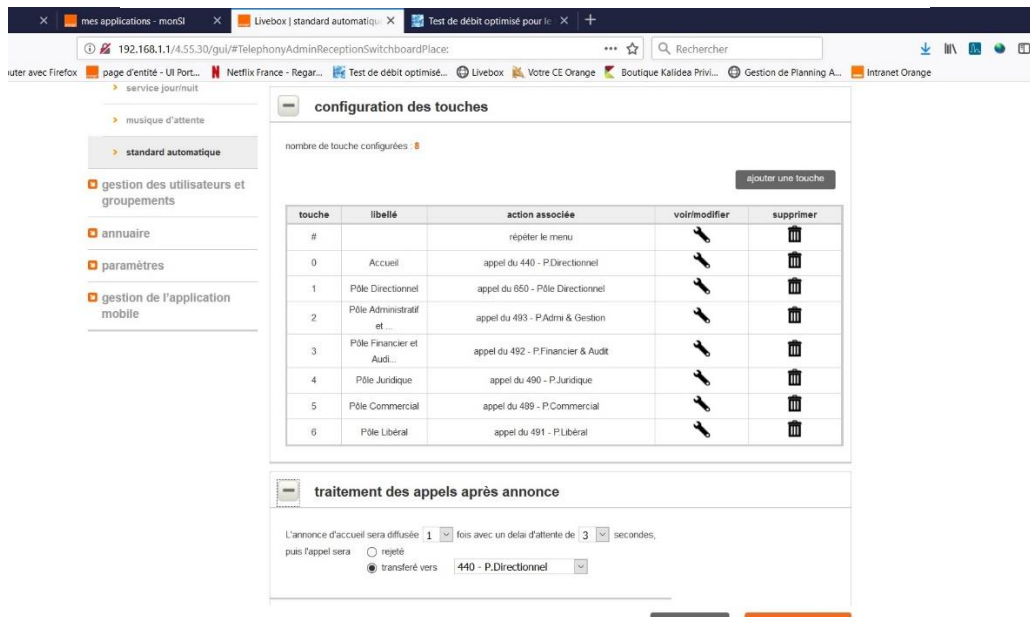 mes applications - monSI
Livebox | standard automatiqu
Test de débit optimisé pour le
192.168.1.1/4.55.30/gui/#TelephonyAdminReceptionSwitchboardPlace:
Rechercher
uter avec Firefox page d'entité - UI Port... Netflix France - Regar... Test de débit optimisé... Livebox Votre CE Orange Boutique Kalidea Privi... Gestion de Planning A... Intranet Orange
service jour/nuit
musique d'attente
standard automatique
gestion des utilisateurs et
groupements
annuaire
paramètres
gestion de l'application
mobile
configuration des touches
nombre de touche configurées : 8
ajouter une touche
touche libellé action associée voir/modifier supprimer
# répéter le menu
0 Accueil appel du 440 - P.Directionnel
1 Pôle Directionnel appel du 650 - Pôle Directionnel
2 Pôle Administratif et ... appel du 493 - P.Admi & Gestion
3 Pôle Financier et Audi... appel du 492 - P.Financier & Audit
4 Pôle Juridique appel du 490 - P.Juridique
5 Pôle Commercial appel du 489 - P.Commercial
6 Pôle Libéral appel du 491 - P.Libéral
traitement des appels après annonce
L'annonce d'accueil sera diffusée 1 fois avec un delai d'attente de 3 secondes,
puis l'appel sera rejeté
transferé vers 440 - P.Directionnel